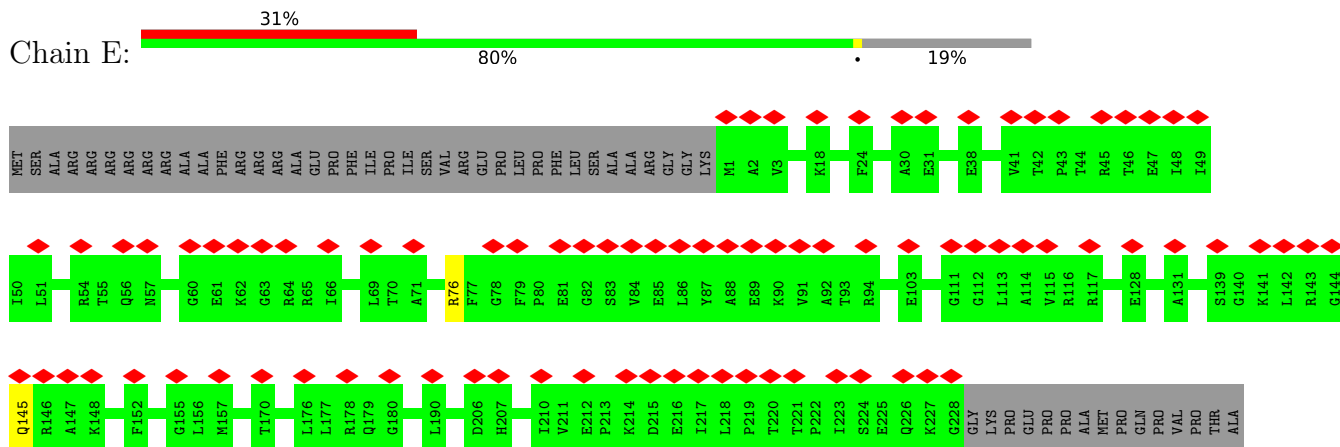 31%
Chain E:
80% • 19%
MET SER ALA ARG ARG ARG ARG ARG ARG ALA ALA PHE ARG ARG ARG ALA GLU PRO PHE ILE PRO ILE SER VAL ARG GLU PRO LEU PRO PHE LEU SER ALA ALA ARG GLY GLY LYS M1 A2 V3 K18 F24 A30 E31 E38 V41 T42 P43 T44 R45 T46 E47 I48 I49
I50 L51 R54 T55 Q56 N57 G60 E61 K62 G63 R64 R65 I66 L69 T70 A71 R76 F77 G78 F79 P80 E81 G82 S83 V84 E85 L86 Y87 A88 E89 K90 V91 A92 T93 R94 E103 G111 G112 L113 A114 V115 R116 R117 E128 A131 S139 G140 K141 L142 R143 G144
Q145 R146 A147 K148 F152 G155 L156 M157 T170 L176 L177 R178 Q179 G180 L190 D206 H207 I210 V211 E212 P213 K214 D215 E216 I217 L218 P219 T220 T221 P222 I223 S224 E225 Q226 K227 G228 GLY LYS PRO GLU PRO PRO ALA MET PRO GLN PRO VAL PRO THR ALA